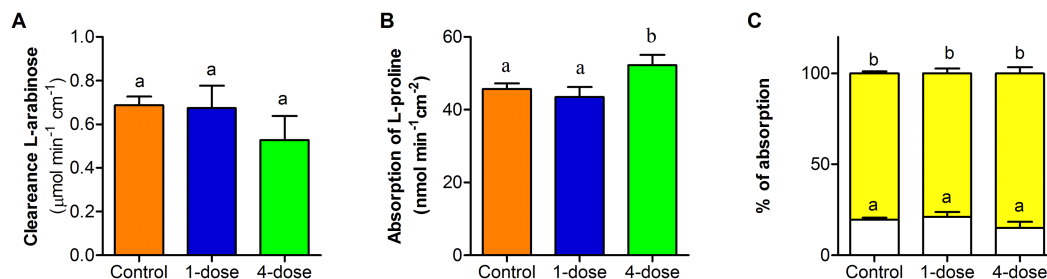 A
Cleareance L-arabinose
(μmol min-1 cm-1)
1.0
0.8
0.6
0.4
0.2
0.0
a
a
a
Control
1-dose
4-dose
B
Absorption of L-proline
(nmol min-1cm-2)
60
40
20
0
a
a
b
Control
1-dose
4-dose
C
% of absorption
100
50
0
b
b
b
a
a
a
Control
1-dose
4-dose